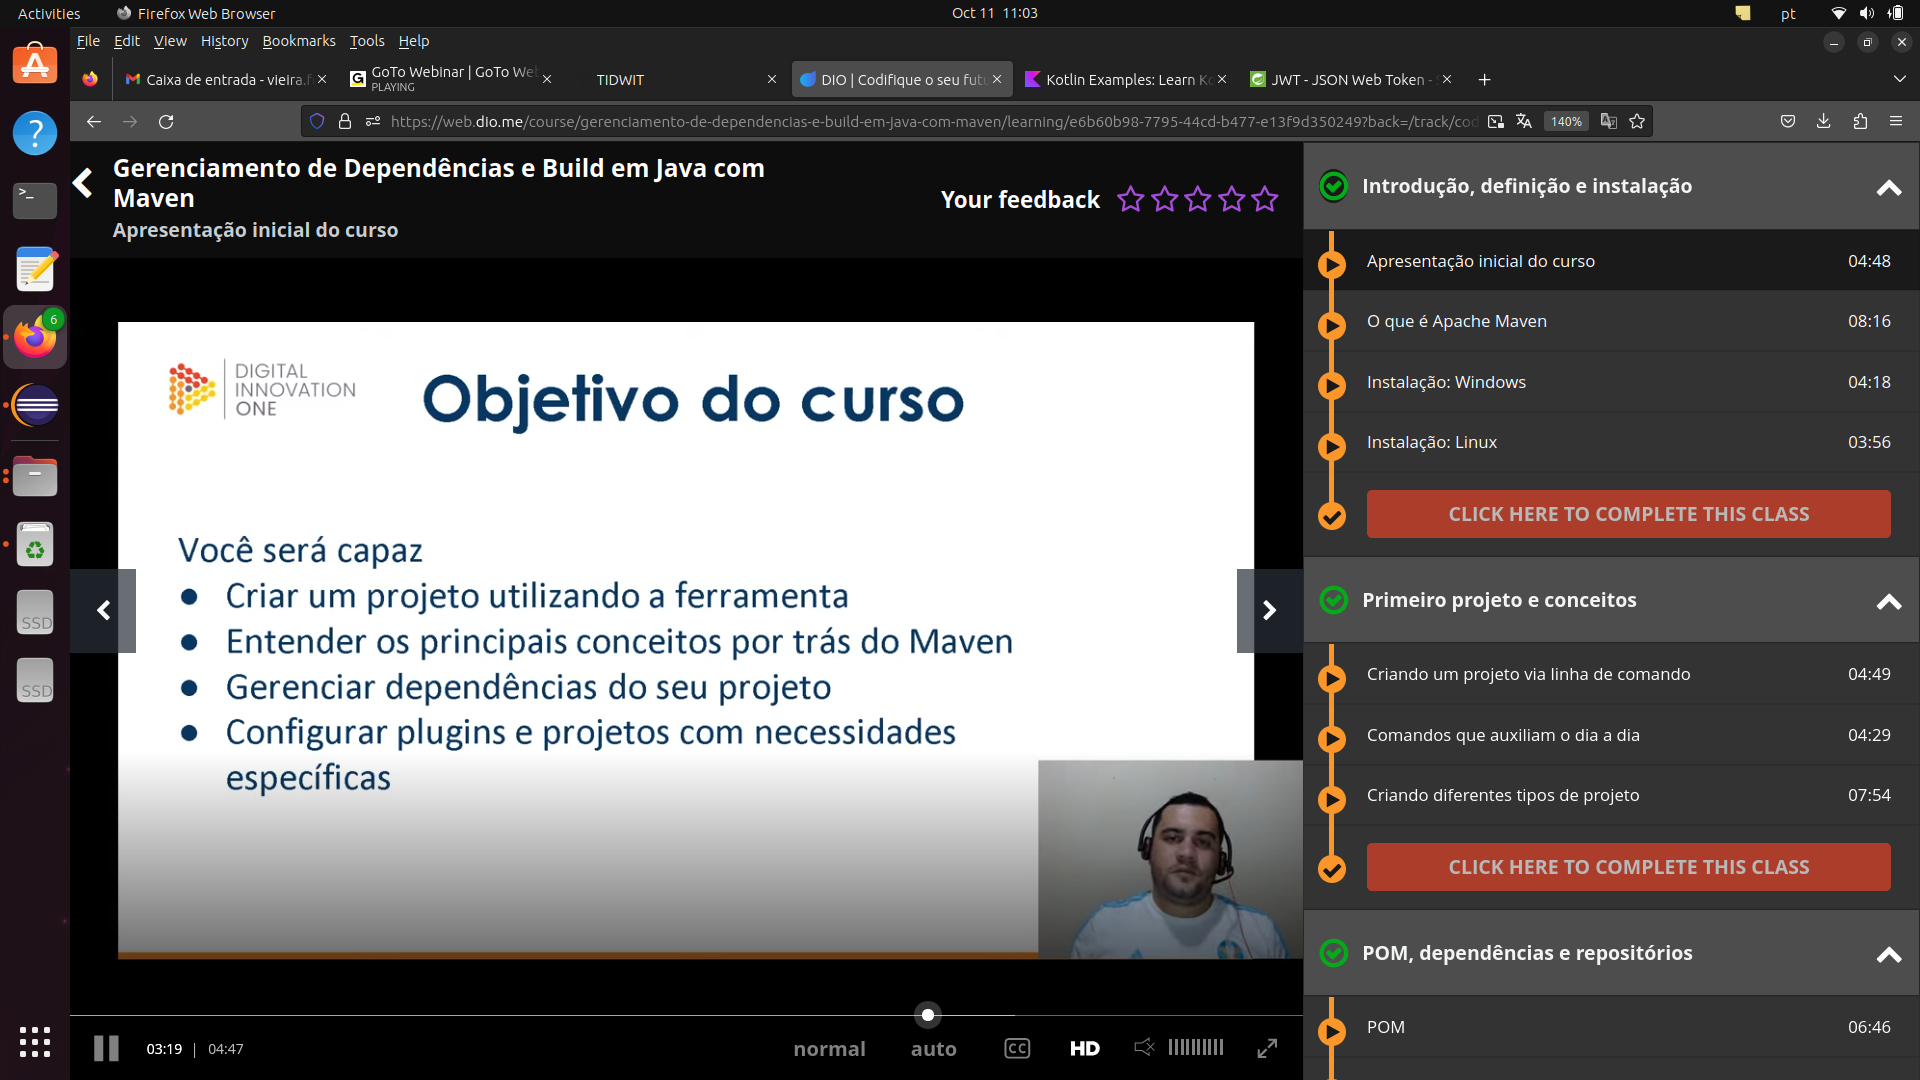 Activities
Firefox Web Browser
Oct 11 11:03
pt
File Edit View History Bookmarks Tools Help
Caixa de entrada - vieira.f
GoTo Webinar | GoTo We
PLAYING
TIDWIT
DIO | Codifique o seu futu
Kotlin Examples: Learn Ko
JWT - JSON Web Token -
https://web.dio.me/course/gerenciamento-de-dependencias-e-build-em-java-com-maven/learning/e6b60b98-7795-44cd-b477-e13f9d350249?back=/track/cod
140%
Gerenciamento de Dependências e Build em Java com
Maven
Apresentação inicial do curso
Your feedback
DIGITAL
INNOVATION
ONE
Objetivo do curso
Você será capaz
● Criar um projeto utilizando a ferramenta
● Entender os principais conceitos por trás do Maven
● Gerenciar dependências do seu projeto
● Configurar plugins e projetos com necessidades
específicas
03:19 | 04:47
normal
auto
CC
HD
Introdução, definição e instalação
Apresentação inicial do curso 04:48
O que é Apache Maven 08:16
Instalação: Windows 04:18
Instalação: Linux 03:56
CLICK HERE TO COMPLETE THIS CLASS
Primeiro projeto e conceitos
Criando um projeto via linha de comando 04:49
Comandos que auxiliam o dia a dia 04:29
Criando diferentes tipos de projeto 07:54
CLICK HERE TO COMPLETE THIS CLASS
POM, dependências e repositórios
POM 06:46
6
SSD
SSD